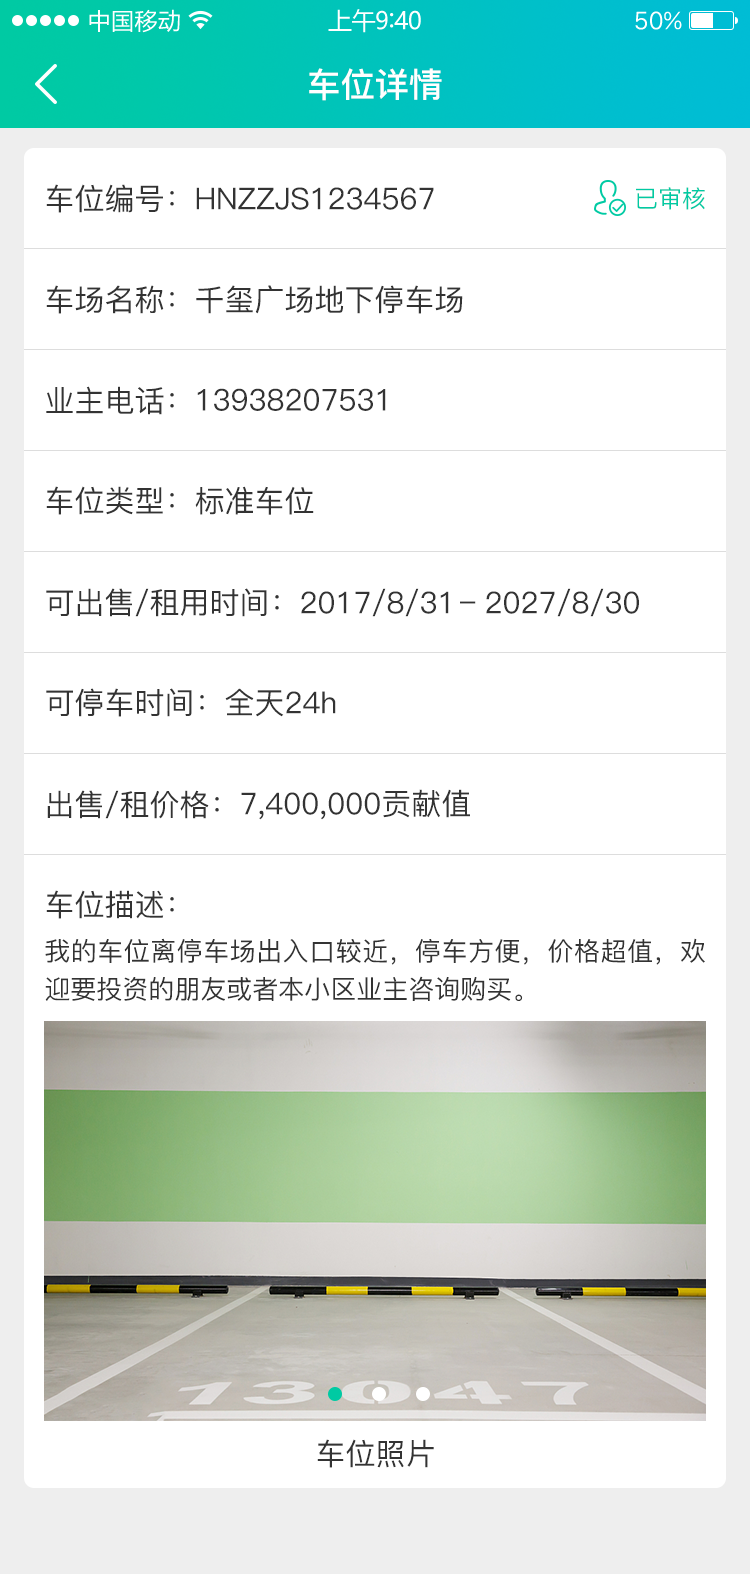 中国移动 上午9:40 50%
车位详情
车位编号：HNZZJS1234567 已审核
车场名称：千玺广场地下停车场
业主电话：13938207531
车位类型：标准车位
可出售/租用时间：2017/8/31－2027/8/30
可停车时间：全天24h
出售/租价格：7,400,000贡献值
车位描述：
我的车位离停车场出入口较近，停车方便，价格超值，欢
迎要投资的朋友或者本小区业主咨询购买。
13047
车位照片